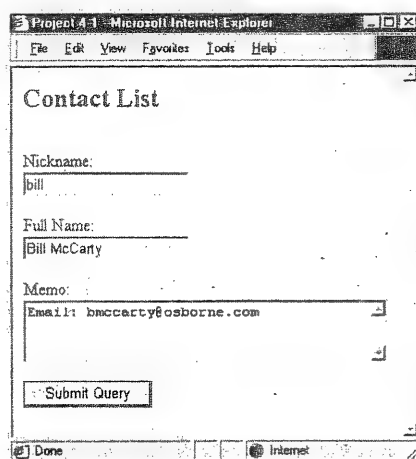 Project 4-1 - Microsoft Internet Explorer
File Edit View Favorites Tools Help
Contact List
Nickname:
bill
Full Name:
Bill McCarty
Memo:
Email: bmccarty@osborne.com
Submit Query
Done Internet